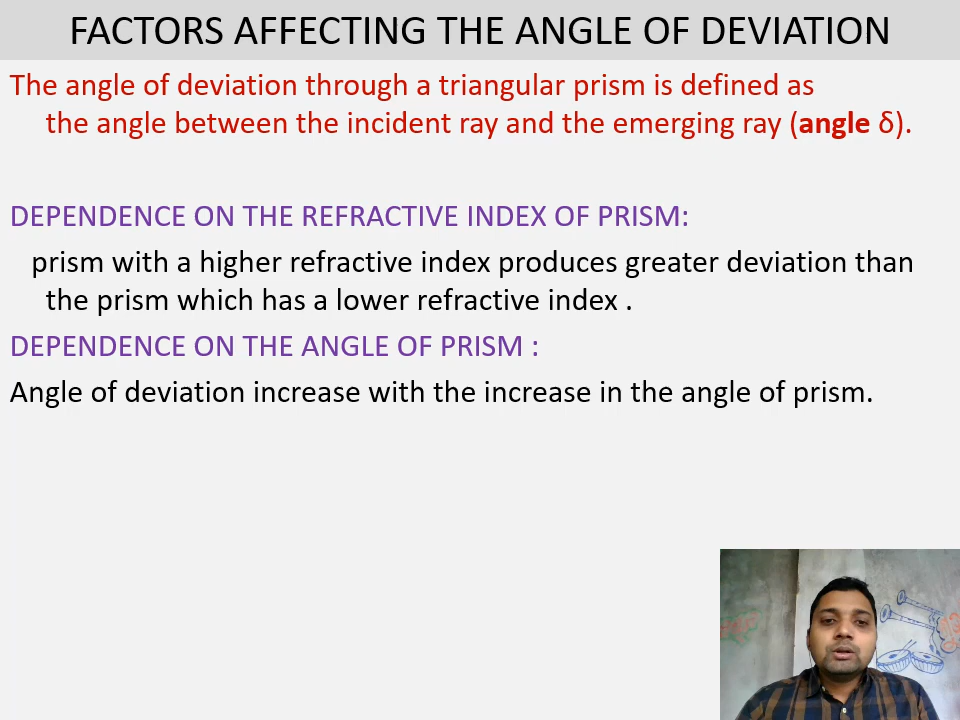 FACTORS AFFECTING THE ANGLE OF DEVIATION
The angle of deviation through a triangular prism is defined as
the angle between the incident ray and the emerging ray (angle δ).
DEPENDENCE ON THE REFRACTIVE INDEX OF PRISM:
prism with a higher refractive index produces greater deviation than
the prism which has a lower refractive index .
DEPENDENCE ON THE ANGLE OF PRISM :
Angle of deviation increase with the increase in the angle of prism.